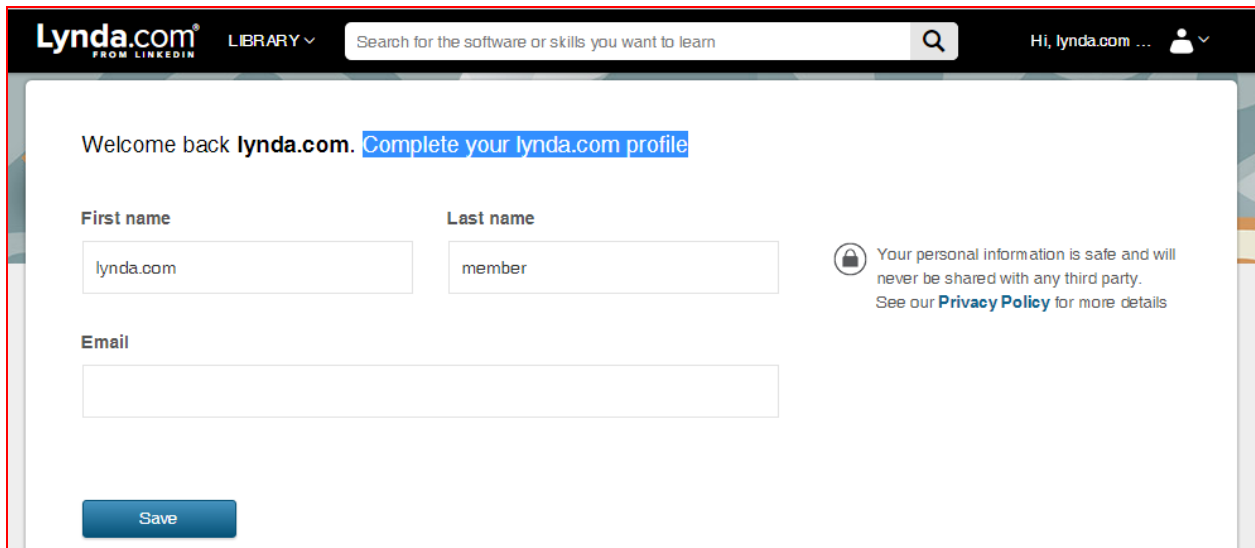 Lynda.com®
FROM LINKEDIN
LIBRARY
Search for the software or skills you want to learn
Hi, lynda.com ...
Welcome back lynda.com. Complete your lynda.com profile
First name
Last name
lynda.com
member
Your personal information is safe and will
never be shared with any third party.
See our Privacy Policy for more details
Email
Save